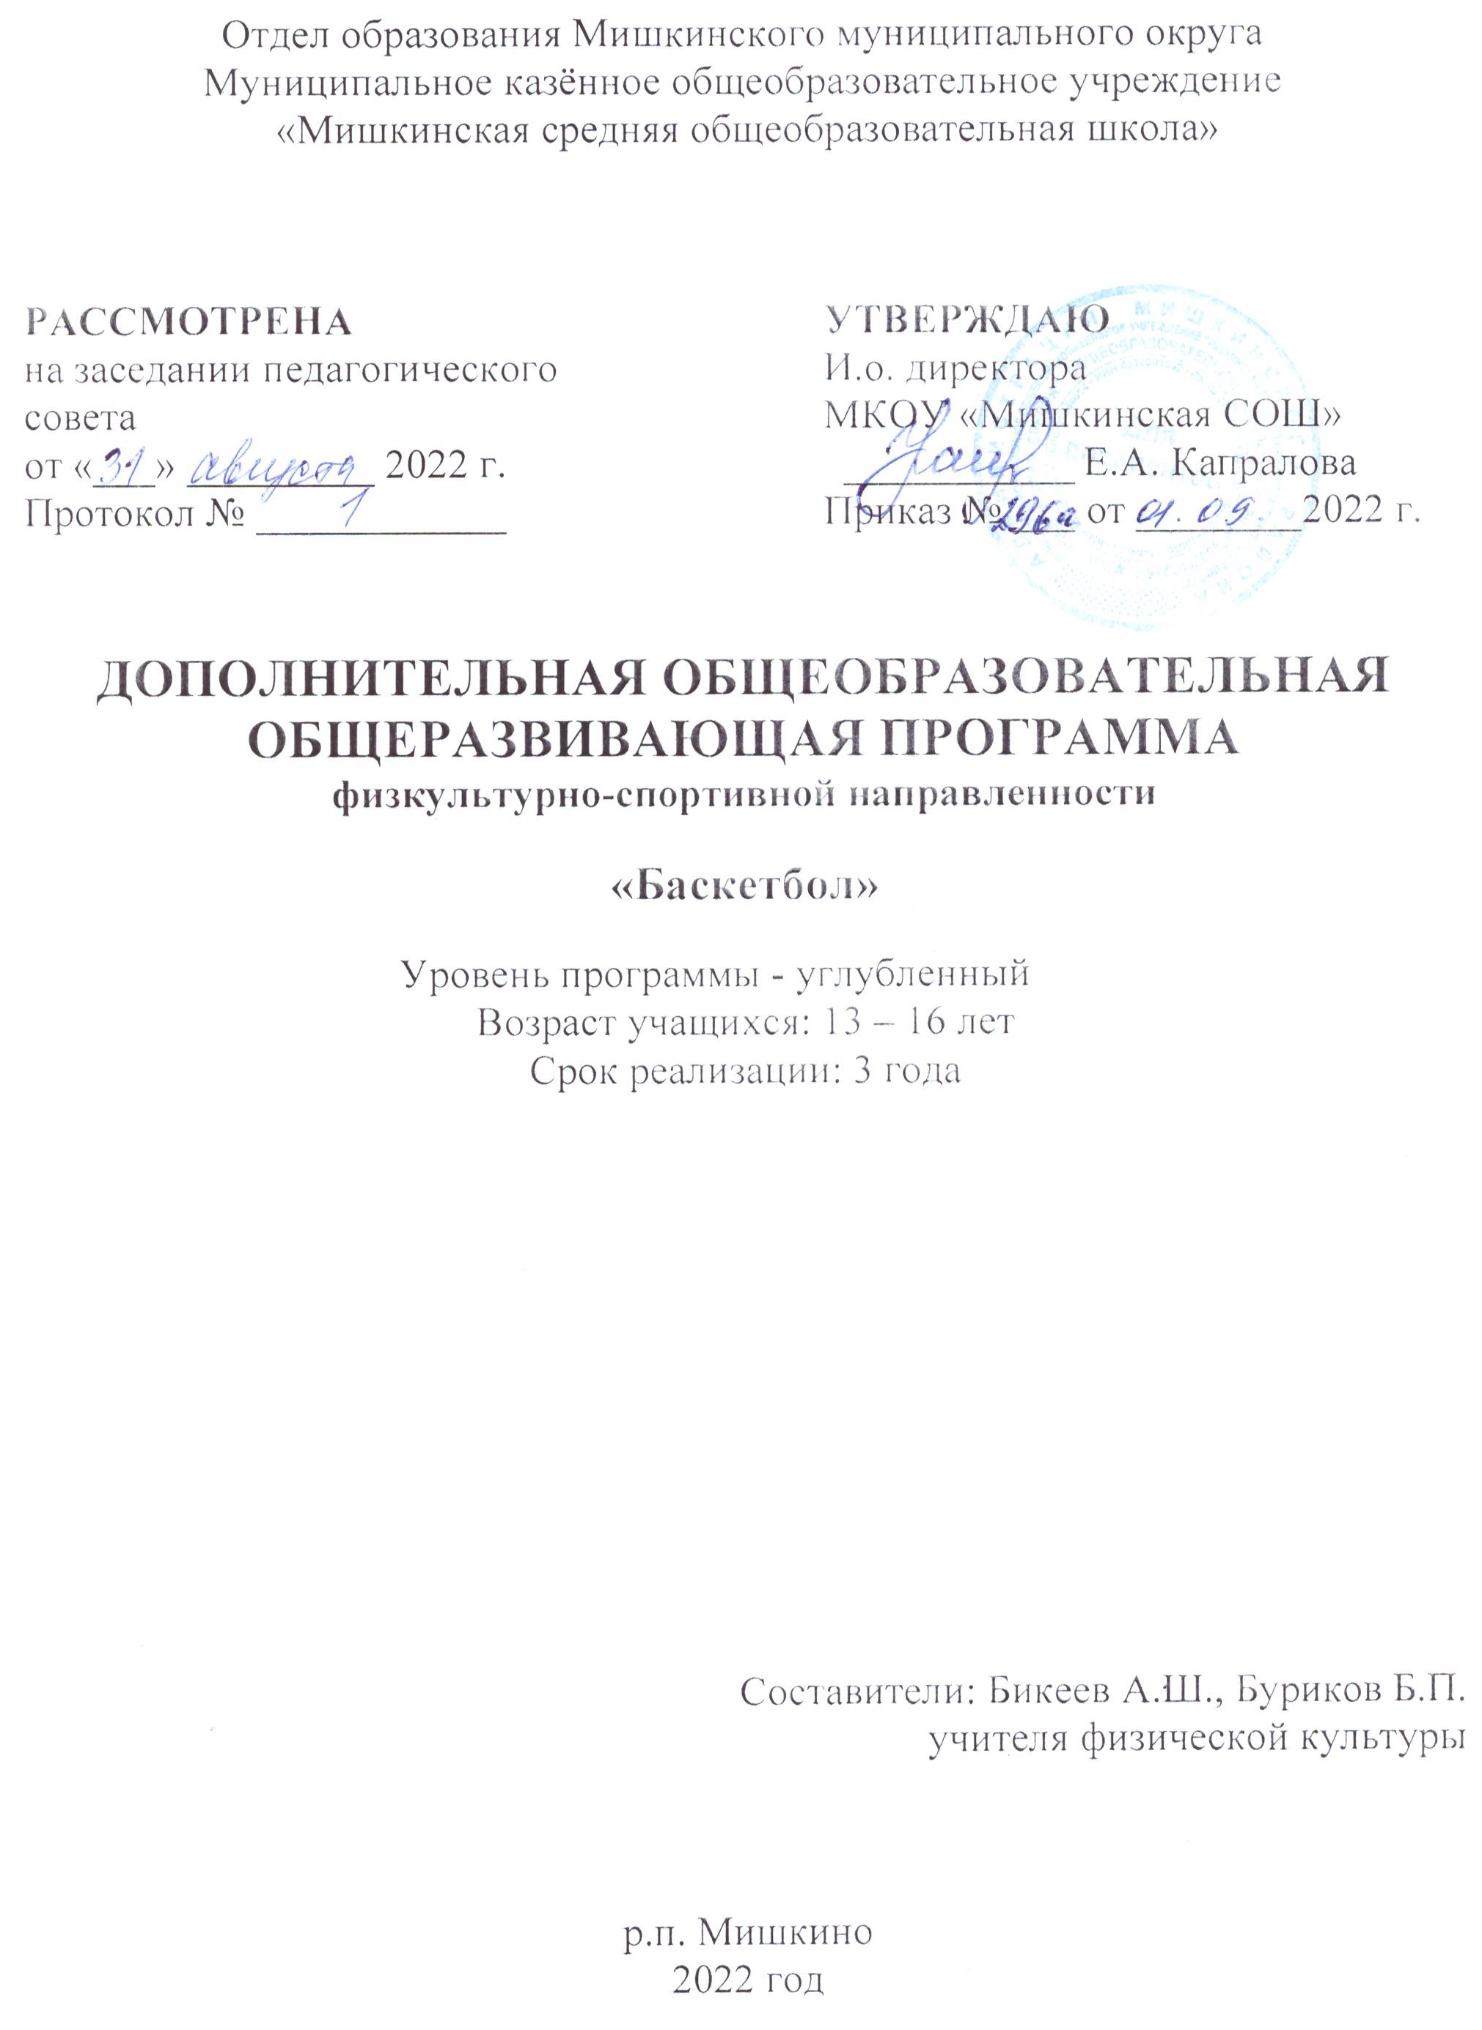 Отдел образования Мишкинского муниципального округа
Муниципальное казённое общеобразовательное учреждение
«Мишкинская средняя общеобразовательная школа»
РАССМОТРЕНА
на заседании педагогического
совета
от «31» августа 2022 г.
Протокол № 1
УТВЕРЖДАЮ
И.о. директора
МКОУ «Мишкинская СОШ»
Е.А. Капралова
Приказ № 296а от 01.09. 2022 г.
ДОПОЛНИТЕЛЬНАЯ ОБЩЕОБРАЗОВАТЕЛЬНАЯ
ОБЩЕРАЗВИВАЮЩАЯ ПРОГРАММА
физкультурно-спортивной направленности
«Баскетбол»
Уровень программы - углубленный
Возраст учащихся: 13 – 16 лет
Срок реализации: 3 года
Составители: Бикеев А.Ш., Буриков Б.П.
учителя физической культуры
р.п. Мишкино
2022 год